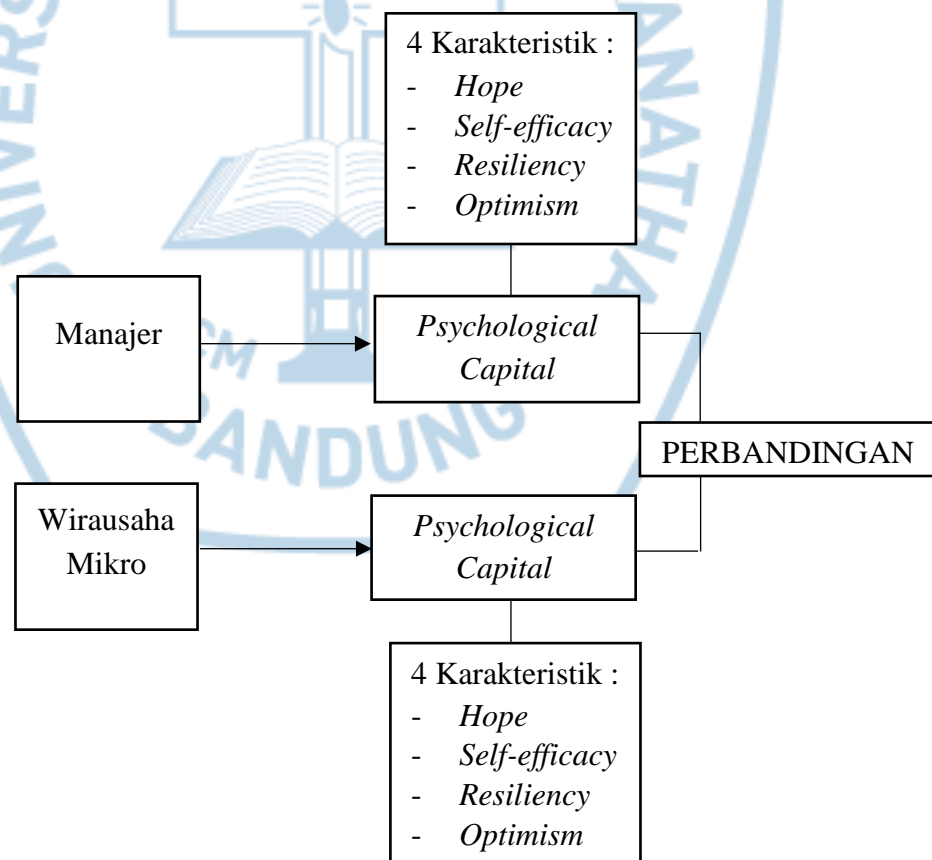 4 Karakteristik :
- Hope
- Self-efficacy
- Resiliency
- Optimism
Manajer
Psychological
Capital
PERBANDINGAN
Wirausaha
Mikro
Psychological
Capital
4 Karakteristik :
- Hope
- Self-efficacy
- Resiliency
- Optimism
BANDUNG